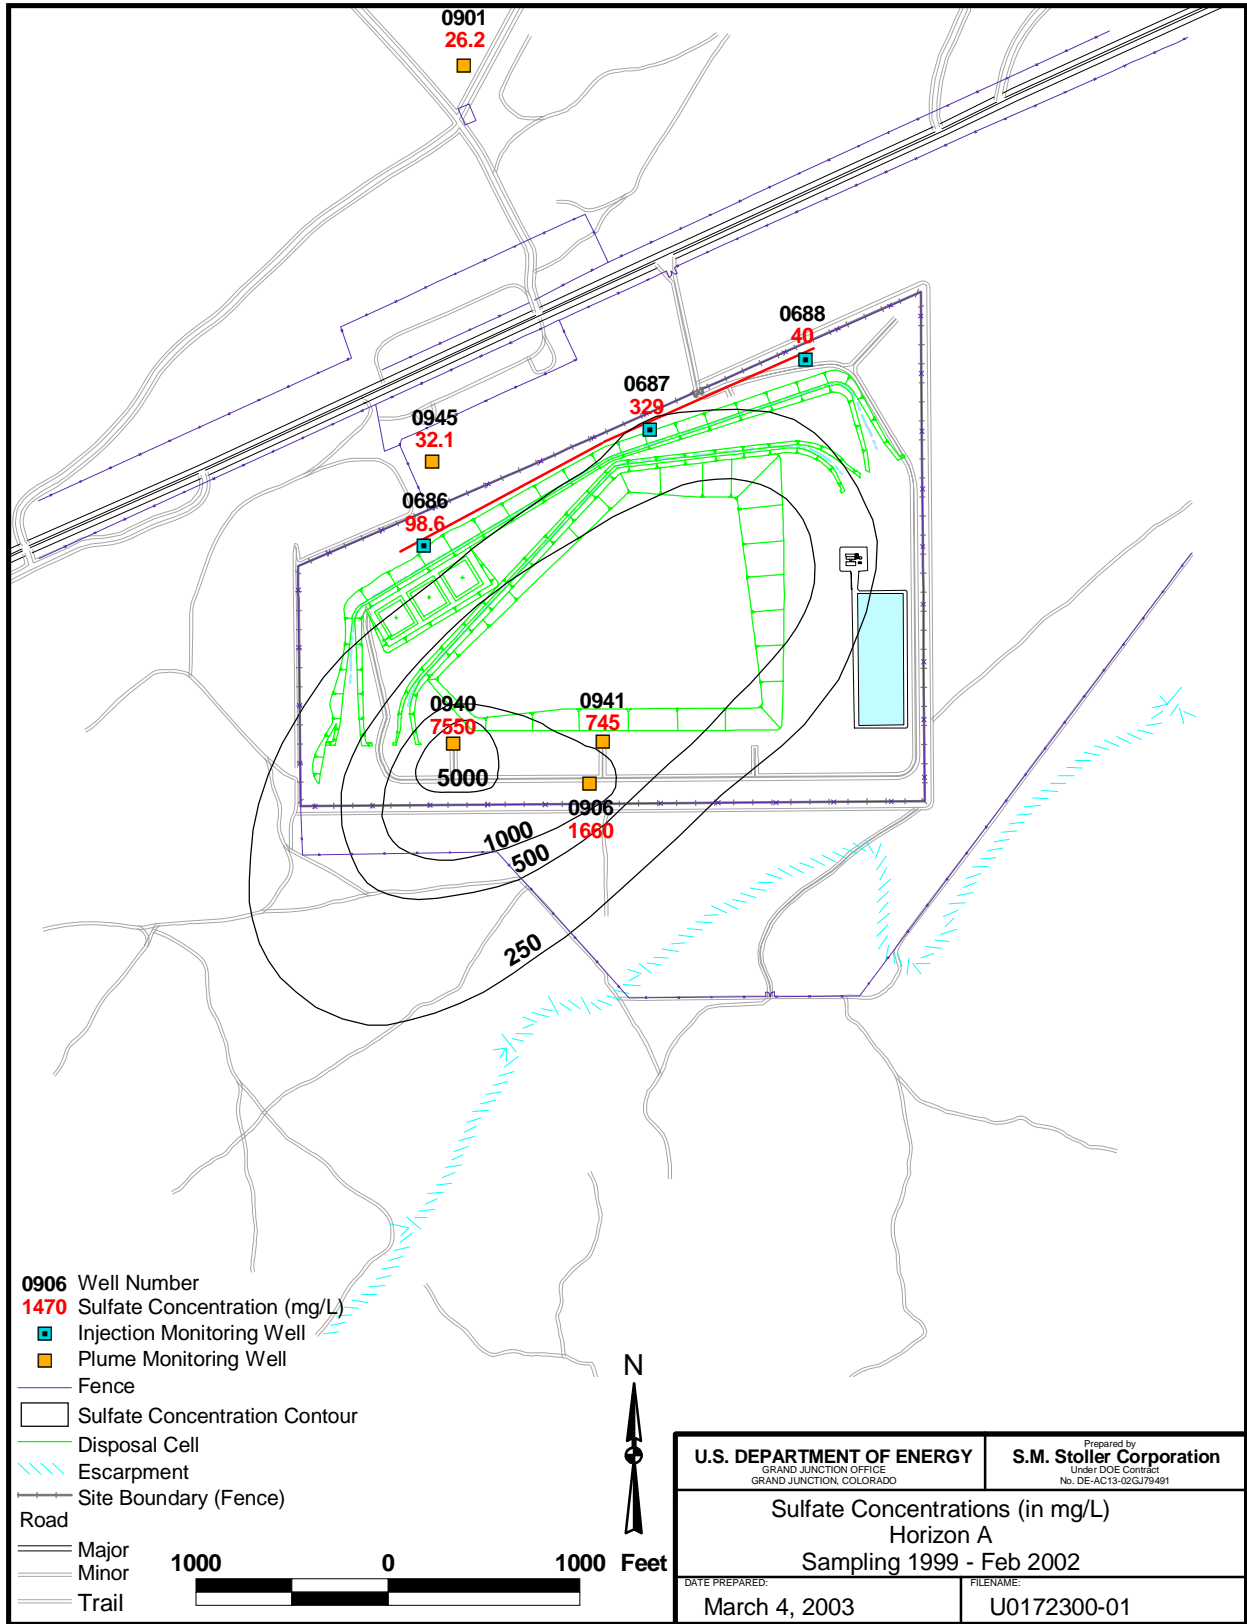 0901
26.2
0688
40
0687
329
0945
32.1
0686
98.6
0940
7550
0941
745
5000
0906
1660
1000
500
250
0906 Well Number
1470 Sulfate Concentration (mg/L)
Injection Monitoring Well
Plume Monitoring Well
Fence
Sulfate Concentration Contour
Disposal Cell
Escarpment
Site Boundary (Fence)
Road
Major
Minor
Trail
N
1000 0 1000 Feet
U.S. DEPARTMENT OF ENERGY
GRAND JUNCTION OFFICE
GRAND JUNCTION, COLORADO
Prepared by
S.M. Stoller Corporation
Under DOE Contract
No. DE-AC13-02GJ79491
Sulfate Concentrations (in mg/L)
Horizon A
Sampling 1999 - Feb 2002
DATE PREPARED:
March 4, 2003
FILENAME:
U0172300-01